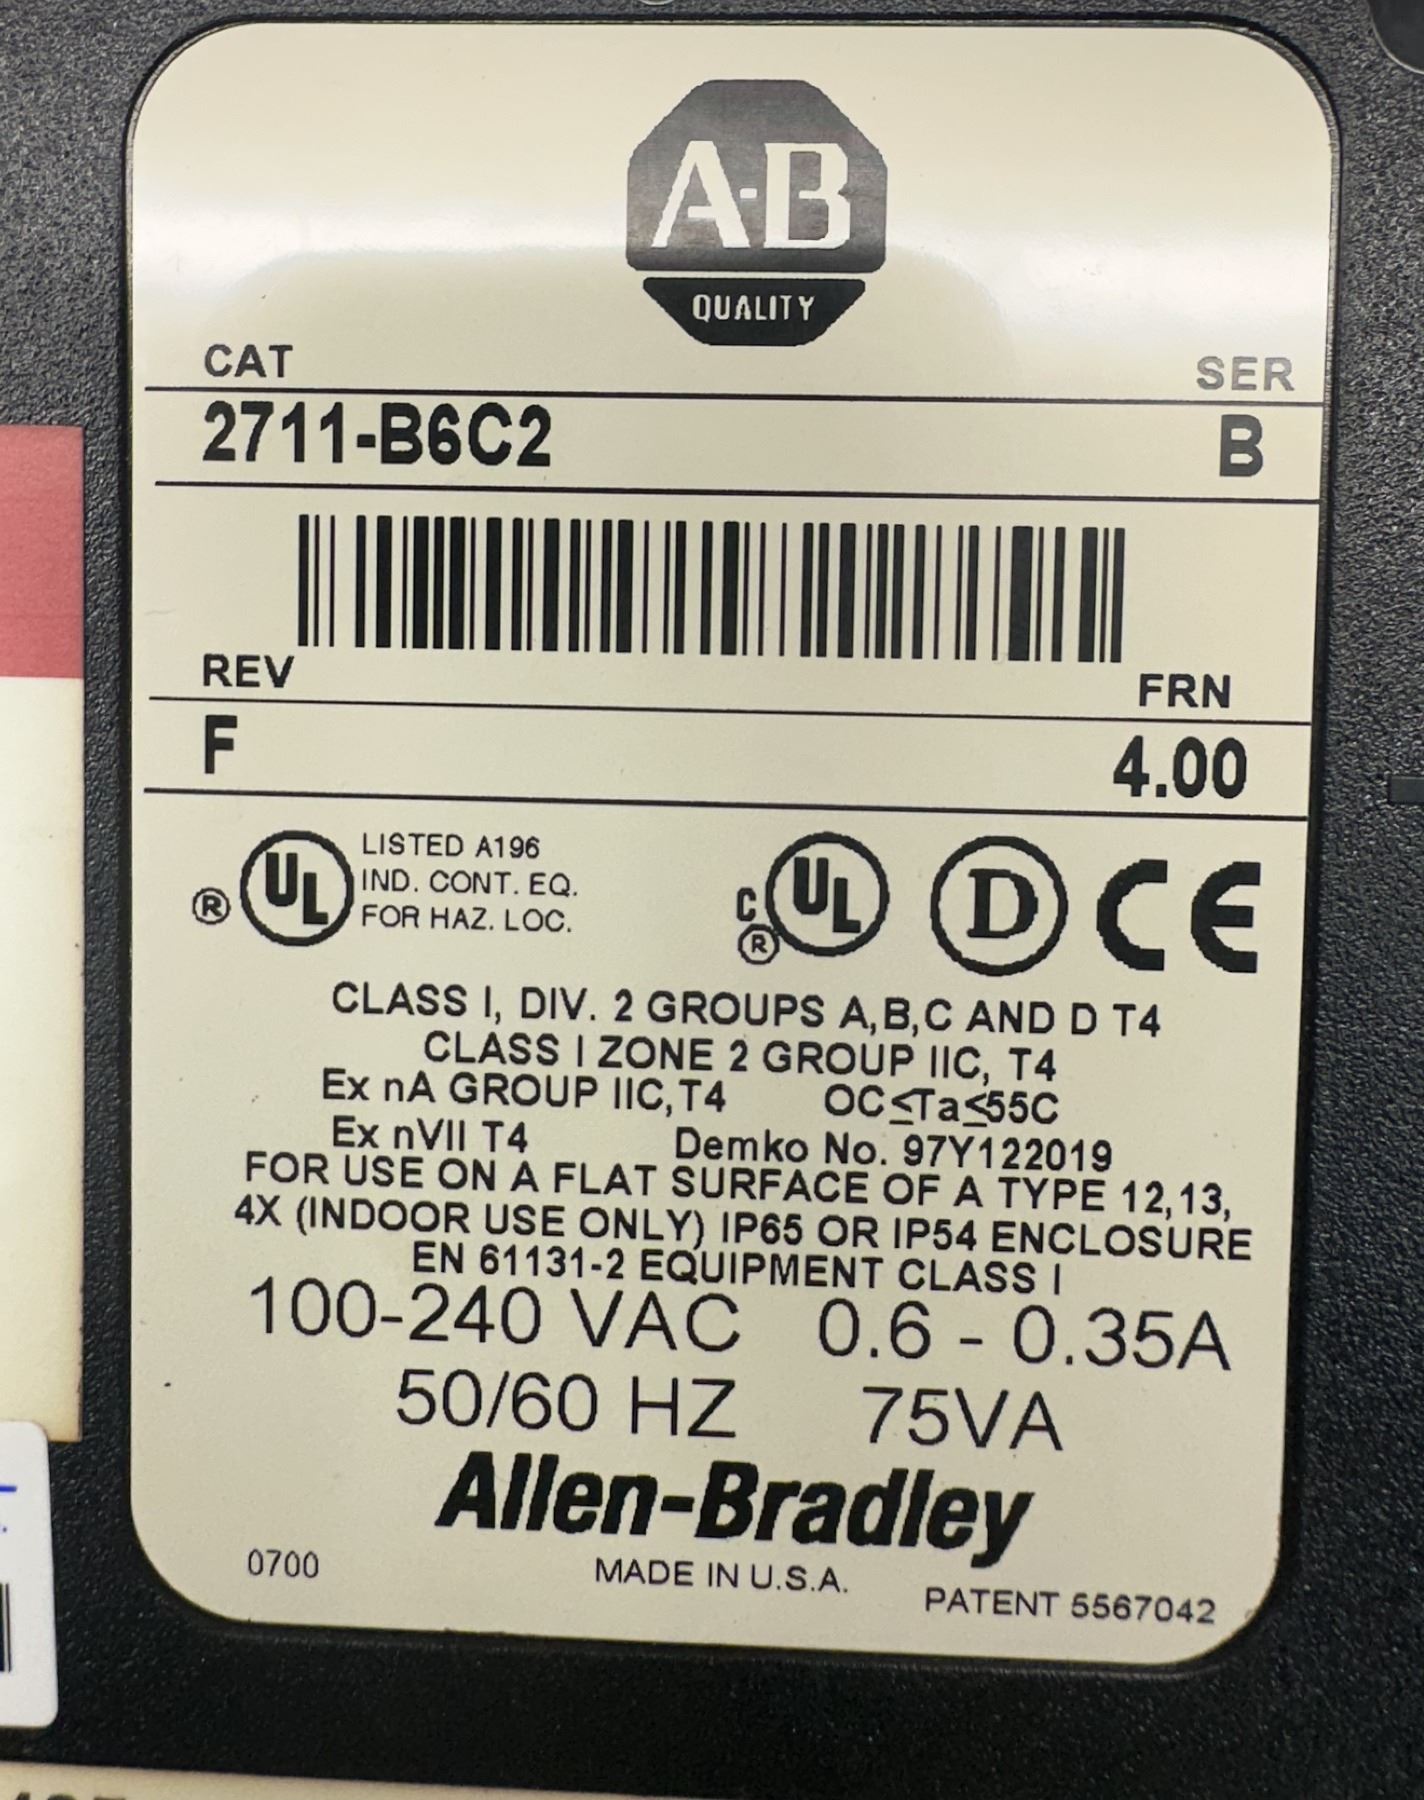 A-B
QUALITY
CAT SER
2711-B6C2 B
REV FRN
F 4.00
LISTED A196
IND. CONT. EQ.
FOR HAZ. LOC.
® UL C UL ® D CE
CLASS I, DIV. 2 GROUPS A,B,C AND D T4
CLASS I ZONE 2 GROUP IIC, T4
Ex nA GROUP IIC,T4 OC≤Ta≤55C
Ex nVII T4 Demko No. 97Y122019
FOR USE ON A FLAT SURFACE OF A TYPE 12,13,
4X (INDOOR USE ONLY) IP65 OR IP54 ENCLOSURE
EN 61131-2 EQUIPMENT CLASS I
100-240 VAC 0.6 - 0.35A
50/60 HZ 75VA
Allen-Bradley
0700 MADE IN U.S.A. PATENT 5567042